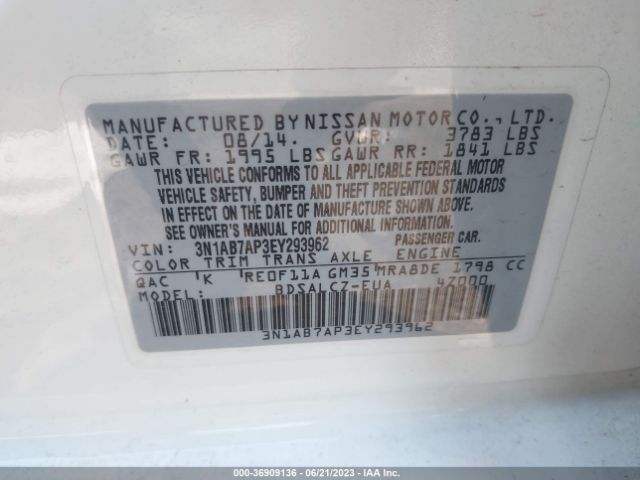 MANUFACTURED BY NISSAN MOTOR CO., LTD.
DATE: 08/14. GVWR: 3783 LBS
GAWR FR: 1995 LBS GAWR RR: 1841 LBS
THIS VEHICLE CONFORMS TO ALL APPLICABLE FEDERAL MOTOR
VEHICLE SAFETY, BUMPER AND THEFT PREVENTION STANDARDS
IN EFFECT ON THE DATE OF MANUFACTURE SHOWN ABOVE.
SEE OWNER'S MANUAL FOR ADDITIONAL INFORMATION.
VIN: 3N1AB7AP3EY293962 PASSENGER CAR.
COLOR TRIM TRANS AXLE ENGINE
QAC 'K RE0F11A GM35 MRA8DE 1798 CC
MODEL: BDSALCZ-EUA 4Z000
3N1AB7AP3EY293962
000-36909136 - 06/21/2023 - IAA Inc.